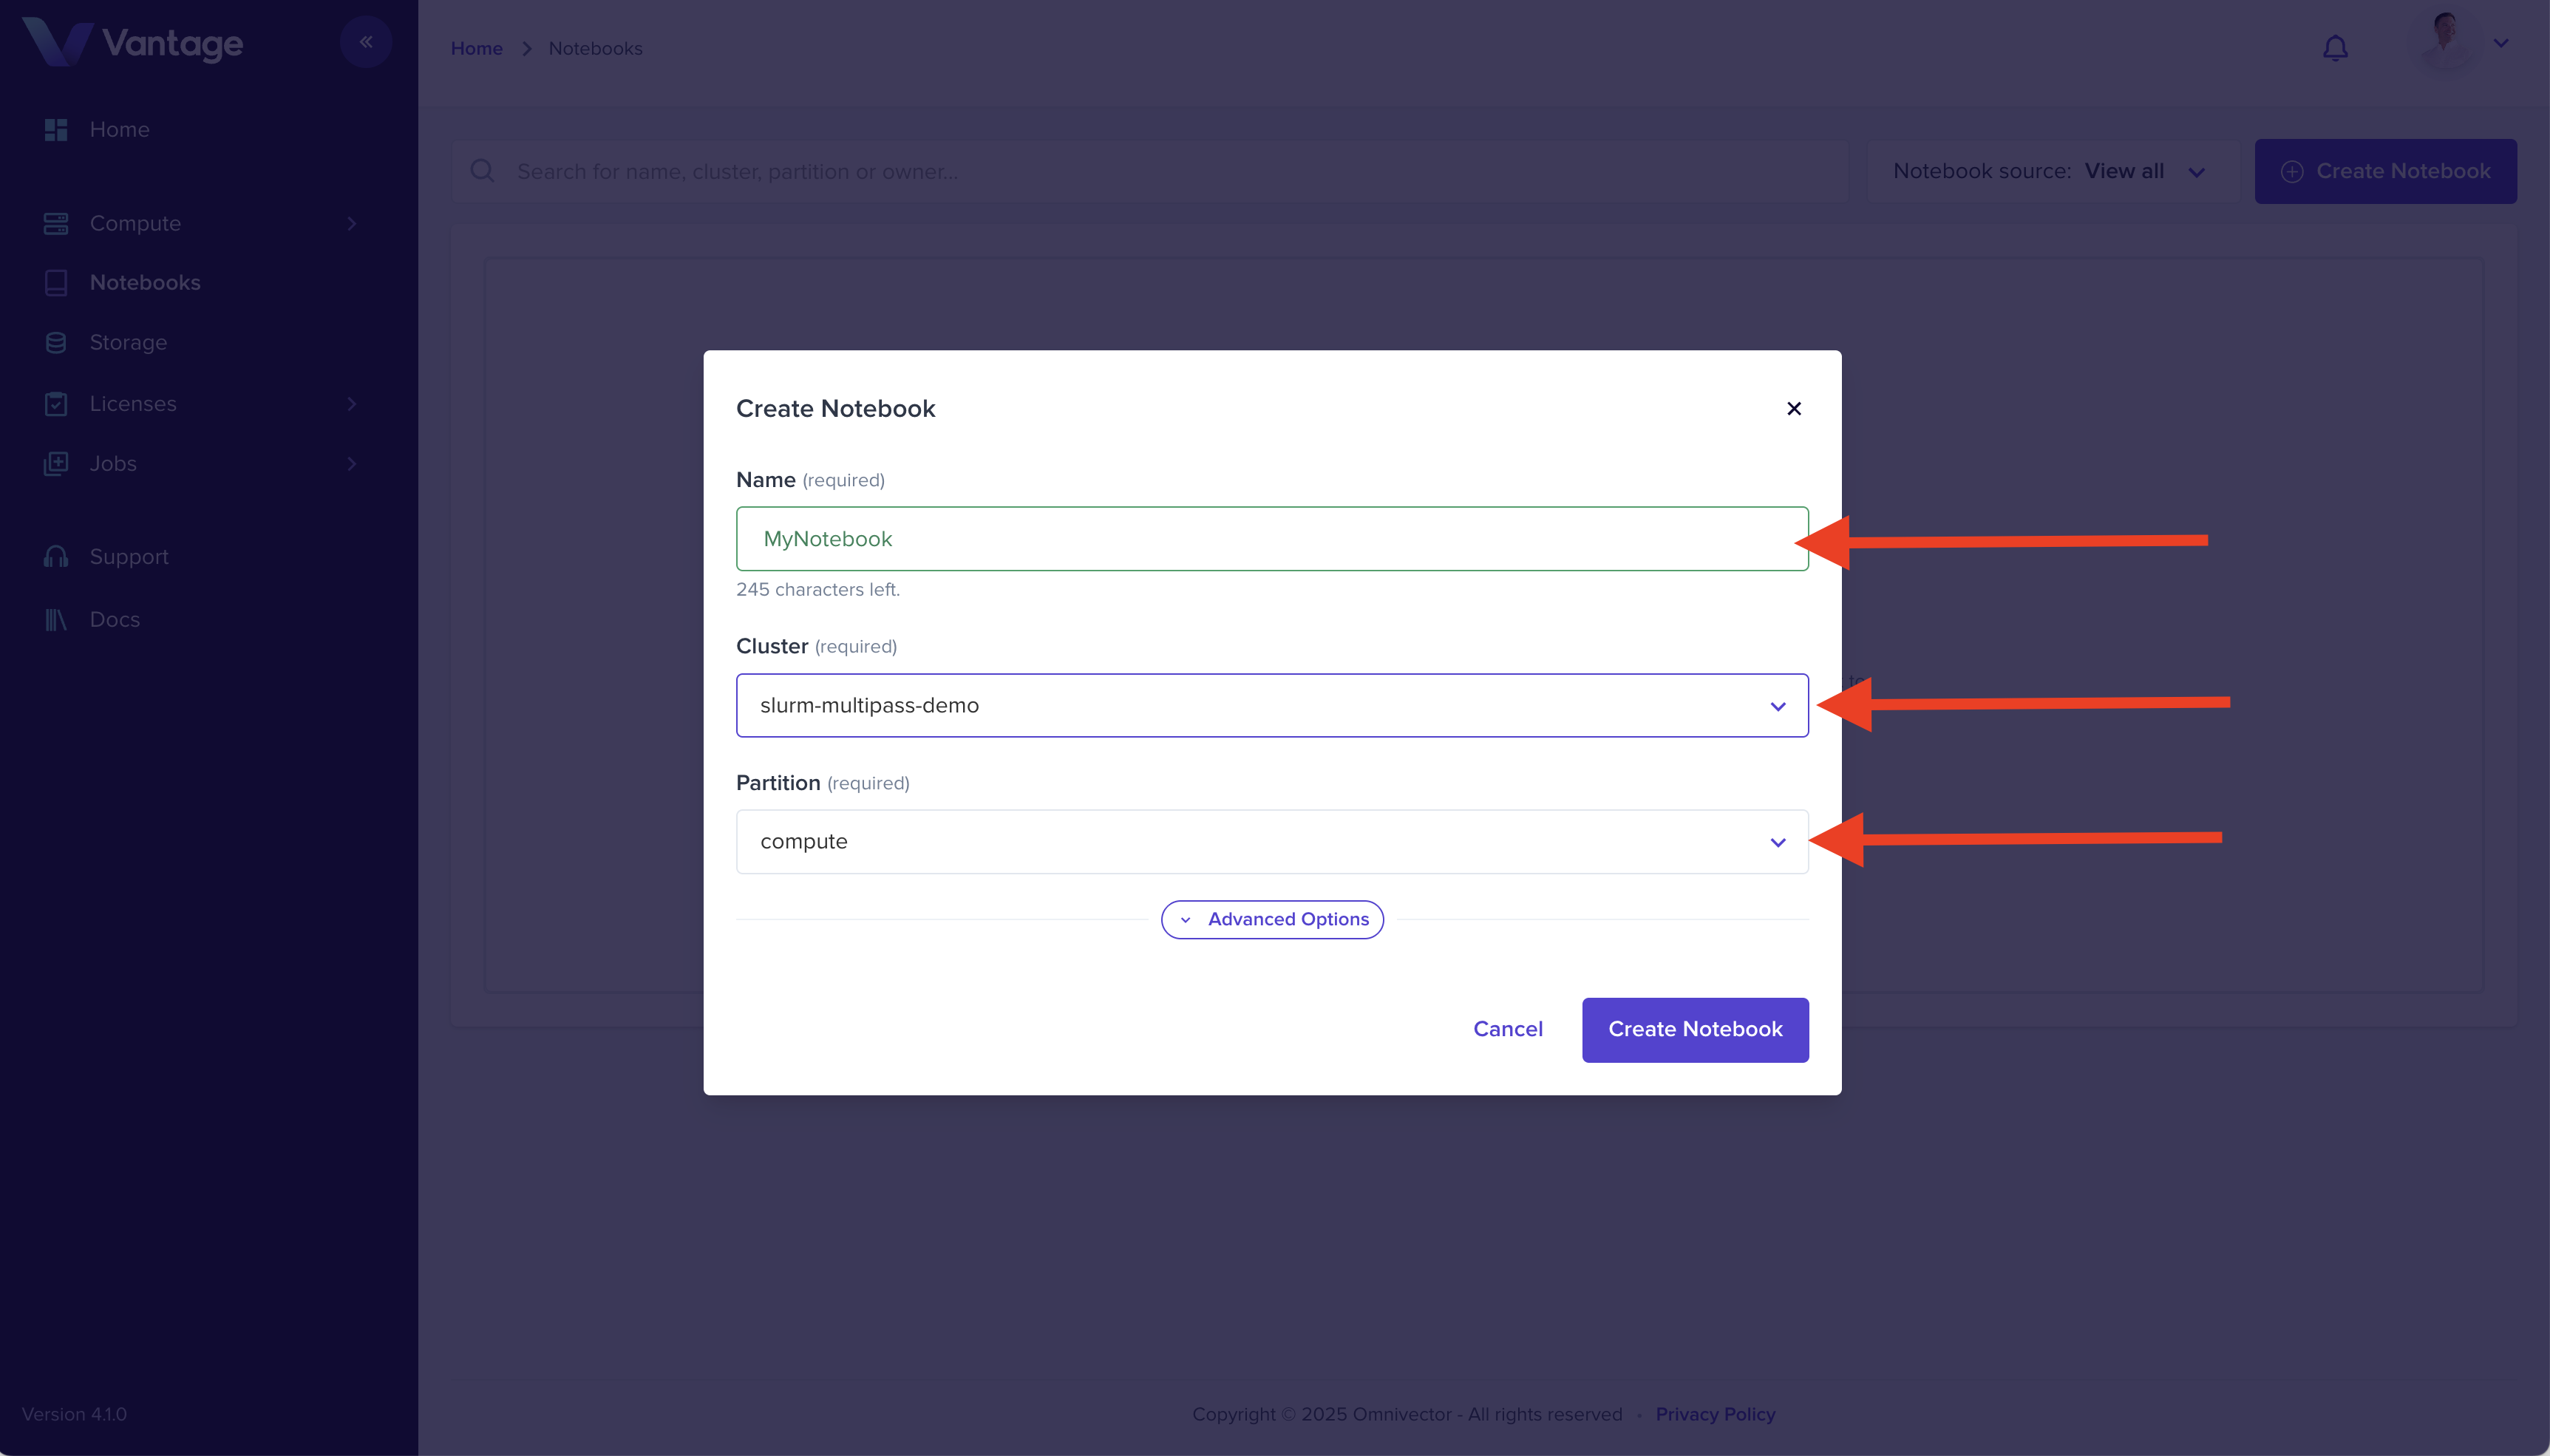 Vantage
Home
Compute
Notebooks
Storage
Licenses
Jobs
Support
Docs
Version 4.1.0
Home Notebooks
Search for name, cluster, partition or owner...
Notebook source: View all
Create Notebook
Create Notebook
Name (required)
MyNotebook
245 characters left.
Cluster (required)
slurm-multipass-demo
Partition (required)
compute
Advanced Options
Cancel Create Notebook
Copyright © 2025 Omnivector - All rights reserved • Privacy Policy